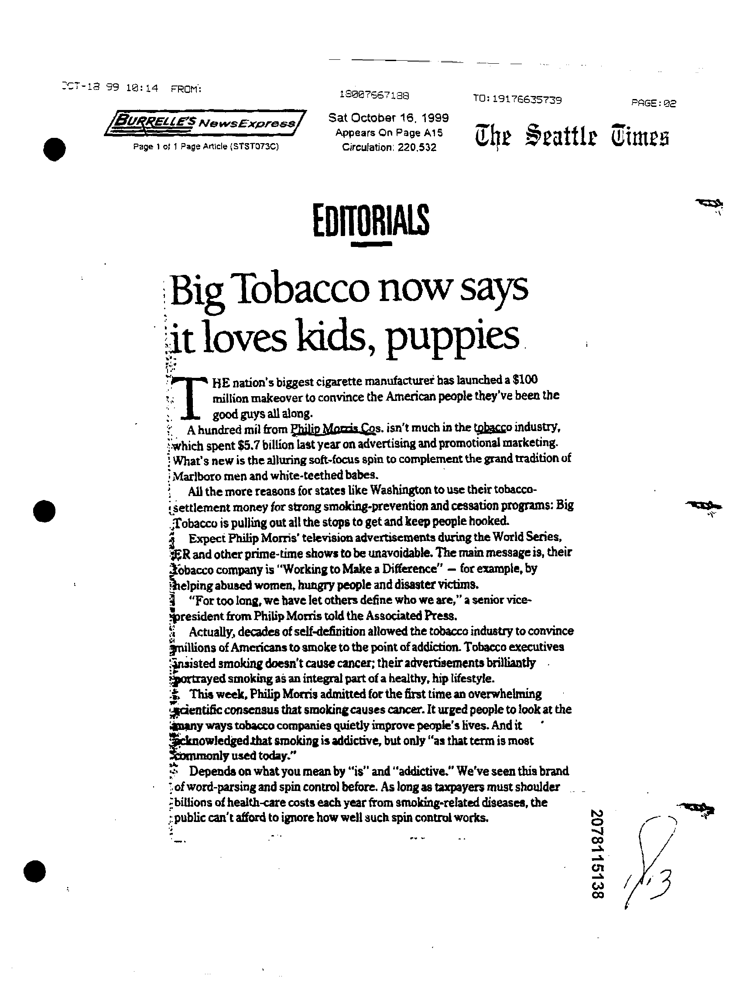 OCT-18 99 10:14 FROM: 18007667188 TO:19176635739 PAGE:02
BURRELLE'S NewsExpress
Page 1 of 1 Page Article (STST073C)
Sat October 16, 1999
Appears On Page A15
Circulation: 220,532
The Seattle Times
EDITORIALS
Big Tobacco now says
it loves kids, puppies
THE nation's biggest cigarette manufacturer has launched a $100
million makeover to convince the American people they've been the
good guys all along.
A hundred mil from Philip Morris Cos. isn't much in the tobacco industry,
which spent $5.7 billion last year on advertising and promotional marketing.
What's new is the alluring soft-focus spin to complement the grand tradition of
Marlboro men and white-teethed babes.
All the more reasons for states like Washington to use their tobacco-
settlement money for strong smoking-prevention and cessation programs: Big
Tobacco is pulling out all the stops to get and keep people hooked.
Expect Philip Morris' television advertisements during the World Series,
ER and other prime-time shows to be unavoidable. The main message is, their
tobacco company is "Working to Make a Difference" — for example, by
helping abused women, hungry people and disaster victims.
"For too long, we have let others define who we are," a senior vice-
president from Philip Morris told the Associated Press.
Actually, decades of self-definition allowed the tobacco industry to convince
millions of Americans to smoke to the point of addiction. Tobacco executives
insisted smoking doesn't cause cancer; their advertisements brilliantly
portrayed smoking as an integral part of a healthy, hip lifestyle.
This week, Philip Morris admitted for the first time an overwhelming
scientific consensus that smoking causes cancer. It urged people to look at the
many ways tobacco companies quietly improve people's lives. And it
acknowledged that smoking is addictive, but only "as that term is most
commonly used today."
Depends on what you mean by "is" and "addictive." We've seen this brand
of word-parsing and spin control before. As long as taxpayers must shoulder
billions of health-care costs each year from smoking-related diseases, the
public can't afford to ignore how well such spin control works.
2078115138